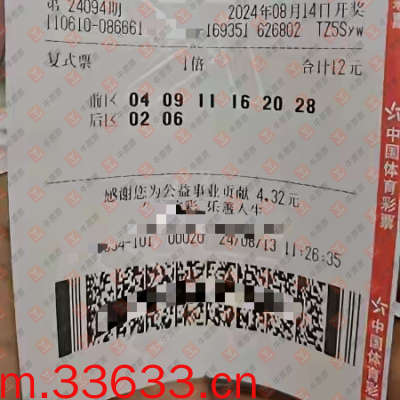 第 24094期 2024年08月14日开奖
110610-086661 169351 626802 TZ5Syw
复式票 1倍 合计12元
前区 04 09 11 16 20 28
后区 02 06
感谢您为公益事业贡献 4.32元
乐善人生
-101 00020 24/08/13 11:26:35
中国体育彩票
中国体育彩
m.33633.cn